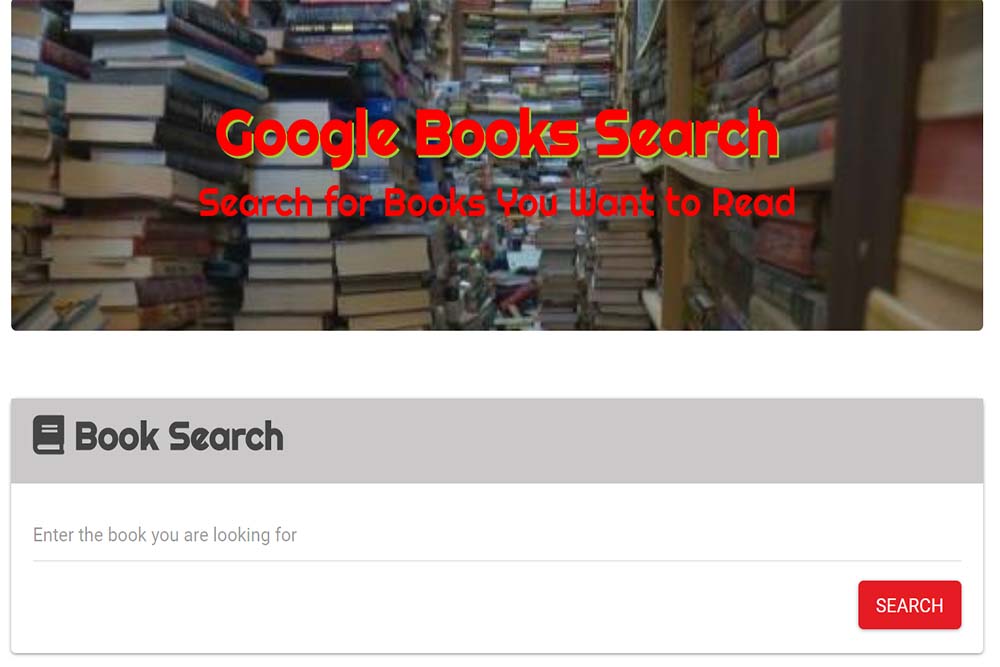 Google Books Search
Search for Books You Want to Read
Book Search
Enter the book you are looking for
SEARCH